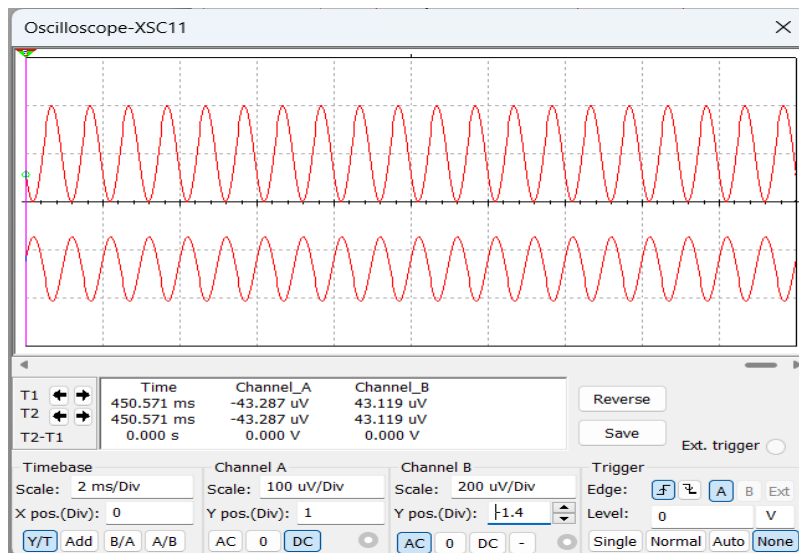 Oscilloscope-XSC11
Time Channel_A Channel_B
T1 450.571 ms -43.287 uV 43.119 uV
T2 450.571 ms -43.287 uV 43.119 uV
T2-T1 0.000 s 0.000 V 0.000 V
Reverse
Save
Ext. trigger
Timebase Channel A Channel B Trigger
Scale: 2 ms/Div Scale: 100 uV/Div Scale: 200 uV/Div Edge: A B Ext
X pos.(Div): 0 Y pos.(Div): 1 Y pos.(Div): -1.4 Level: 0 V
Y/T Add B/A A/B AC 0 DC AC 0 DC - Single Normal Auto None